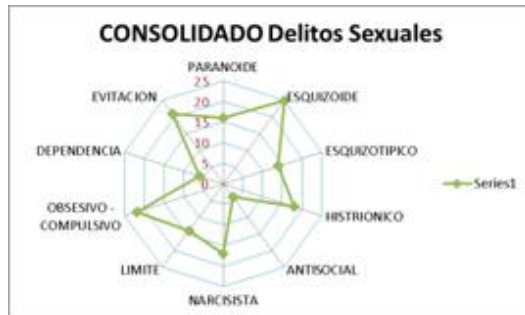 CONSOLIDADO Delitos Sexuales
PARANOIDE
25
20
15
10
5
0
EVITACION
ESQUIZOIDE
DEPENDENCIA
ESQUIZOTIPICO
OBSESIVO -
COMPULSIVO
HISTRIONICO
LIMITE
ANTISOCIAL
NARCISISTA
Series1